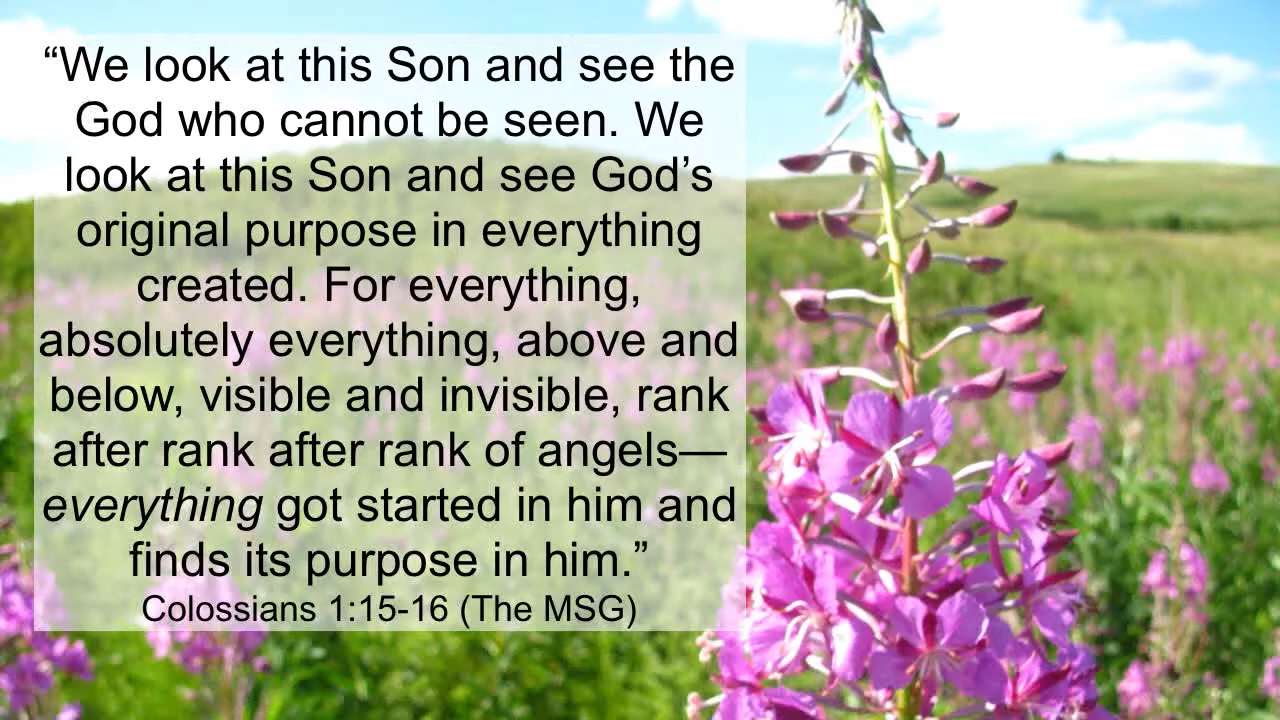 “We look at this Son and see the
God who cannot be seen. We
look at this Son and see God’s
original purpose in everything
created. For everything,
absolutely everything, above and
below, visible and invisible, rank
after rank after rank of angels—
everything got started in him and
finds its purpose in him.”
Colossians 1:15-16 (The MSG)